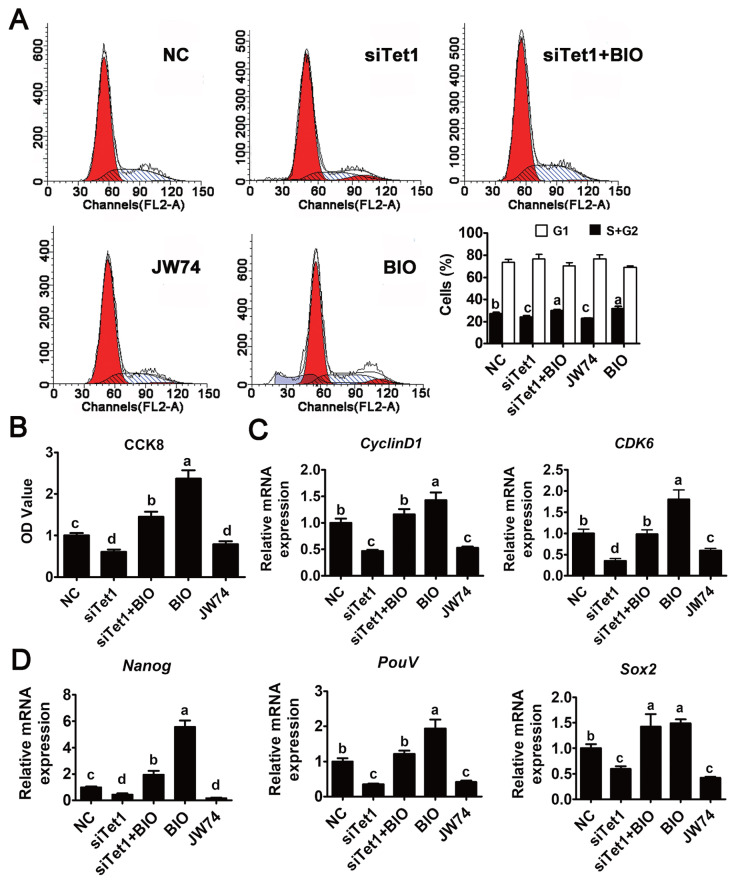 A
NC
600
400
200
0
0 30 60 90 120 150
Channels(FL2-A)
siTet1
400
300
200
100
0
0 30 60 90 120 150
Channels(FL2-A)
siTet1+BIO
500
400
300
200
100
0
0 30 60 90 120 150
Channels(FL2-A)
JW74
400
300
200
100
0
0 30 60 90 120 150
Channels(FL2-A)
BIO
800
600
400
200
0
0 30 60 90 120 150
Channels(FL2-A)
G1 S+G2
Cells (%)
100
80
60
40
20
0
b c a c a
NC siTet1 siTet1+BIO JW74 BIO
B
CCK8
OD Value
3
2
1
0
c d b a d
NC siTet1 siTet1+BIO BIO JW74
C
CyclinD1
Relative mRNA
expression
2.0
1.5
1.0
0.5
0.0
b c b a c
NC siTet1 siTet1+BIO BIO JW74
CDK6
Relative mRNA
expression
2.5
2.0
1.5
1.0
0.5
0.0
b d b a c
NC siTet1 siTet1+BIO BIO JM74
D
Nanog
Relative mRNA
expression
8
6
4
2
0
c d b a d
NC siTet1 siTet1+BIO BIO JW74
PouV
Relative mRNA
expression
3
2
1
0
b c b a c
NC siTet1 siTet1+BIO BIO JW74
Sox2
Relative mRNA
expression
2.0
1.5
1.0
0.5
0.0
b c a a d
NC siTet1 siTet1+BIO BIO JW74